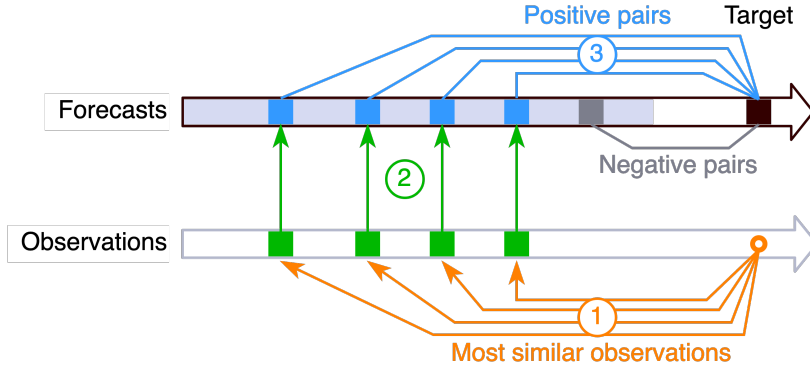 Positive pairs
Target
3
Forecasts
Negative pairs
2
Observations
1
Most similar observations